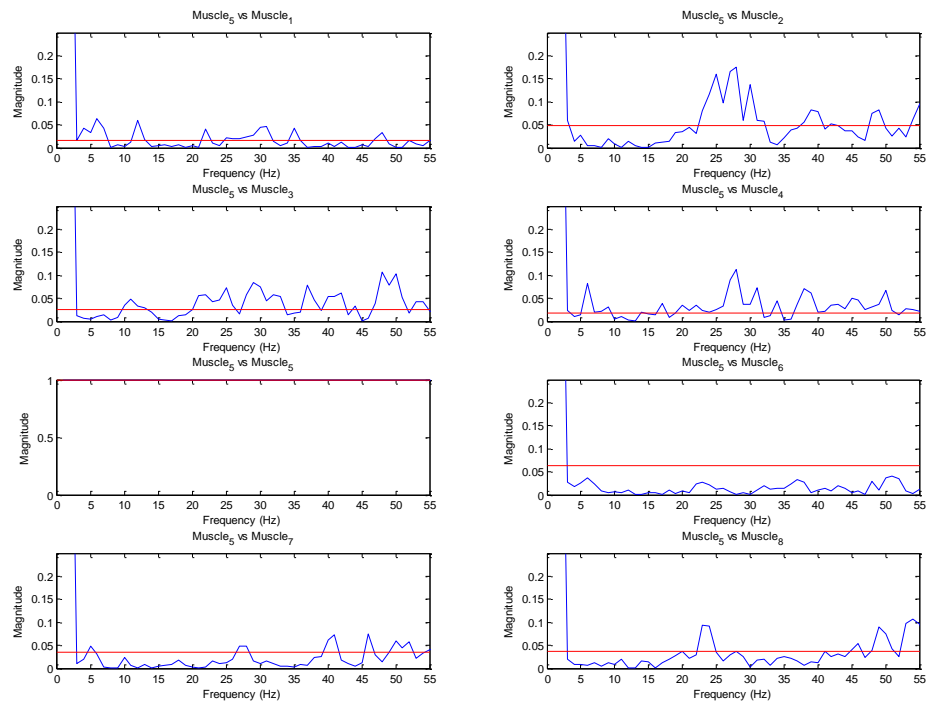 Muscle5 vs Muscle1
Magnitude
0.2
0.15
0.1
0.05
0
0 5 10 15 20 25 30 35 40 45 50 55
Frequency (Hz)
Muscle5 vs Muscle2
Magnitude
0.2
0.15
0.1
0.05
0
0 5 10 15 20 25 30 35 40 45 50 55
Frequency (Hz)
Muscle5 vs Muscle3
Magnitude
0.2
0.15
0.1
0.05
0
0 5 10 15 20 25 30 35 40 45 50 55
Frequency (Hz)
Muscle5 vs Muscle4
Magnitude
0.2
0.15
0.1
0.05
0
0 5 10 15 20 25 30 35 40 45 50 55
Frequency (Hz)
Muscle5 vs Muscle5
Magnitude
1
0.5
0
0 5 10 15 20 25 30 35 40 45 50 55
Frequency (Hz)
Muscle5 vs Muscle6
Magnitude
0.2
0.15
0.1
0.05
0
0 5 10 15 20 25 30 35 40 45 50 55
Frequency (Hz)
Muscle5 vs Muscle7
Magnitude
0.2
0.15
0.1
0.05
0
0 5 10 15 20 25 30 35 40 45 50 55
Frequency (Hz)
Muscle5 vs Muscle8
Magnitude
0.2
0.15
0.1
0.05
0
0 5 10 15 20 25 30 35 40 45 50 55
Frequency (Hz)